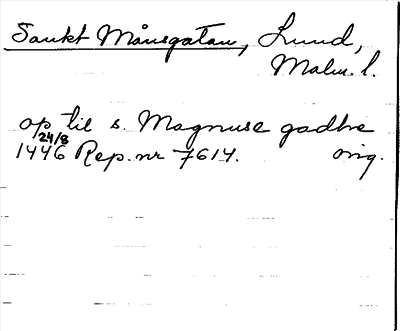 Sankt Månsgatan, Lund,
Malm. l.
op til s. Magnuse gadhe
24/8
1446 Rep. nr 7614. orig.